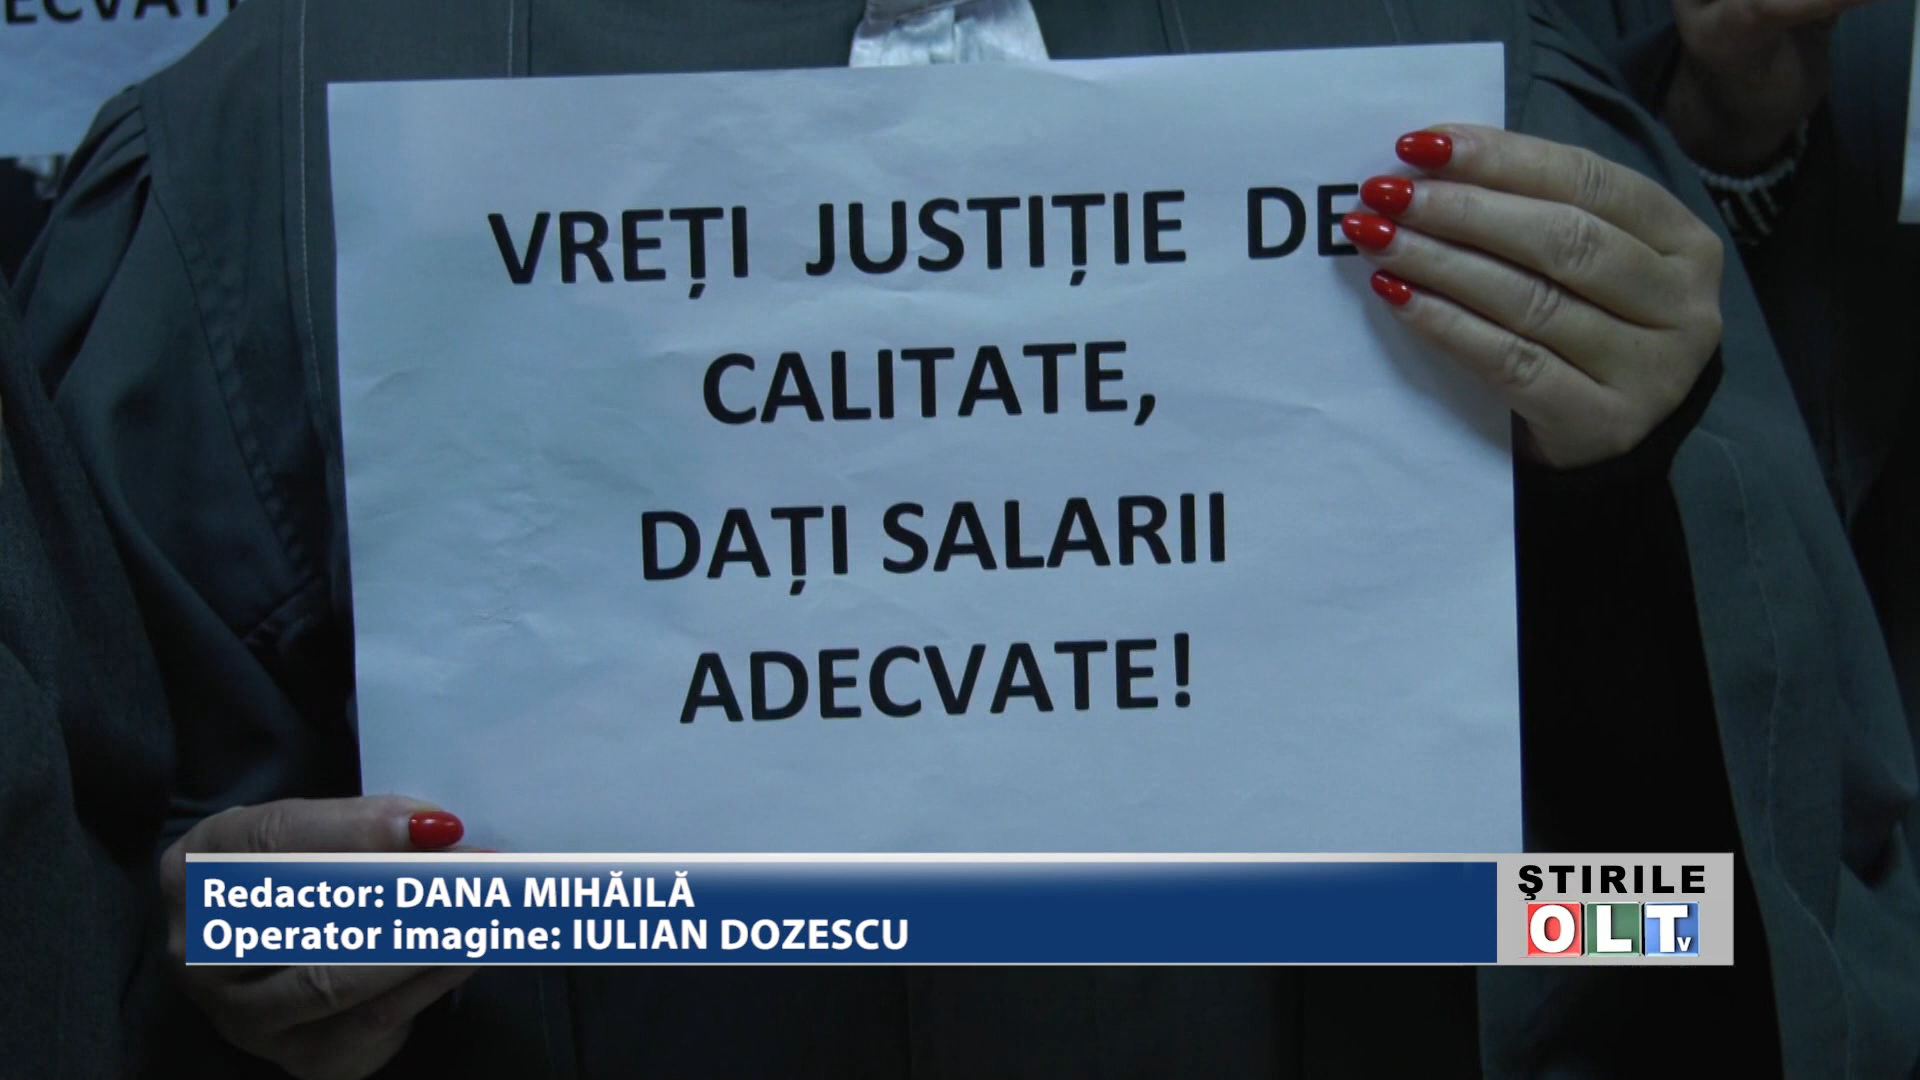 VREȚI JUSTIȚIE DE
CALITATE,
DAȚI SALARII
ADECVATE!
Redactor: DANA MIHĂILĂ
Operator imagine: IULIAN DOZESCU
ŞTIRILE
OLTv